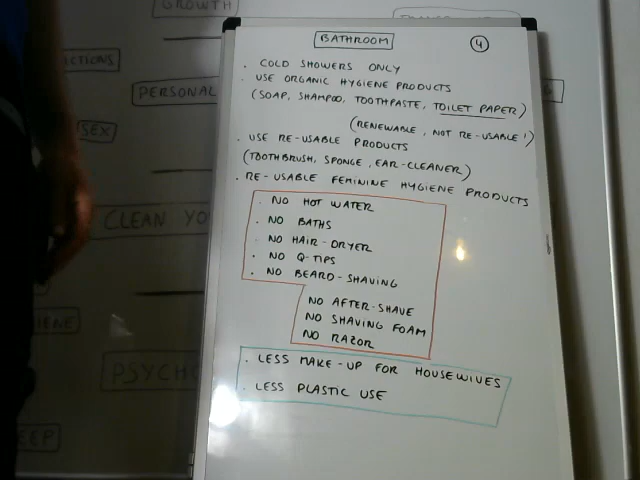 GROWTH
BATHROOM
4
. COLD SHOWERS ONLY
. USE ORGANIC HYGIENE PRODUCTS
(SOAP, SHAMPOO, TOOTHPASTE, TOILET PAPER)
(RENEWABLE, NOT RE-USABLE!)
. USE RE-USABLE PRODUCTS
(TOOTHBRUSH, SPONGE, EAR-CLEANER)
. RE-USABLE FEMININE HYGIENE PRODUCTS
. NO HOT WATER
. NO BATHS
. NO HAIR-DRYER
. NO Q-TIPS
. NO BEARD-SHAVING
NO AFTER-SHAVE
NO SHAVING FOAM
NO RAZOR
. LESS MAKE-UP FOR HOUSEWIVES
. LESS PLASTIC USE
ICTIONS
PERSONAL
SEX
CLEAN YO
IENE
PSYCHO
EEP